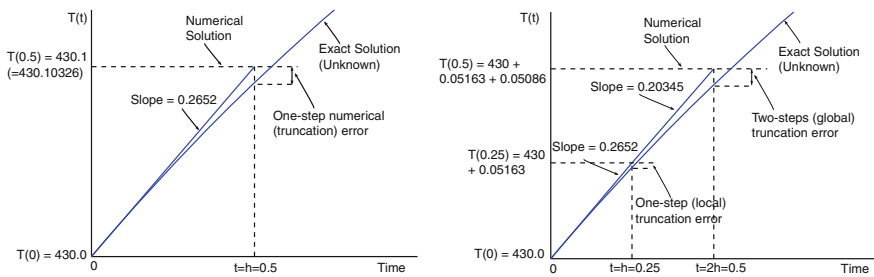 T(t)
Numerical
Solution
T(0.5) = 430.1
(=430.10326)
Exact Solution
(Unknown)
Slope = 0.2652
One-step numerical
(truncation) error
T(0) = 430.0
0
t=h=0.5
Time
T(t)
Numerical
Solution
T(0.5) = 430 +
0.05163 + 0.05086
Exact Solution
(Unknown)
Slope = 0.20345
Two-steps (global)
truncation error
Slope = 0.2652
T(0.25) = 430
+ 0.05163
One-step (local)
truncation error
T(0) = 430.0
0
t=h=0.25
t=2h=0.5
Time